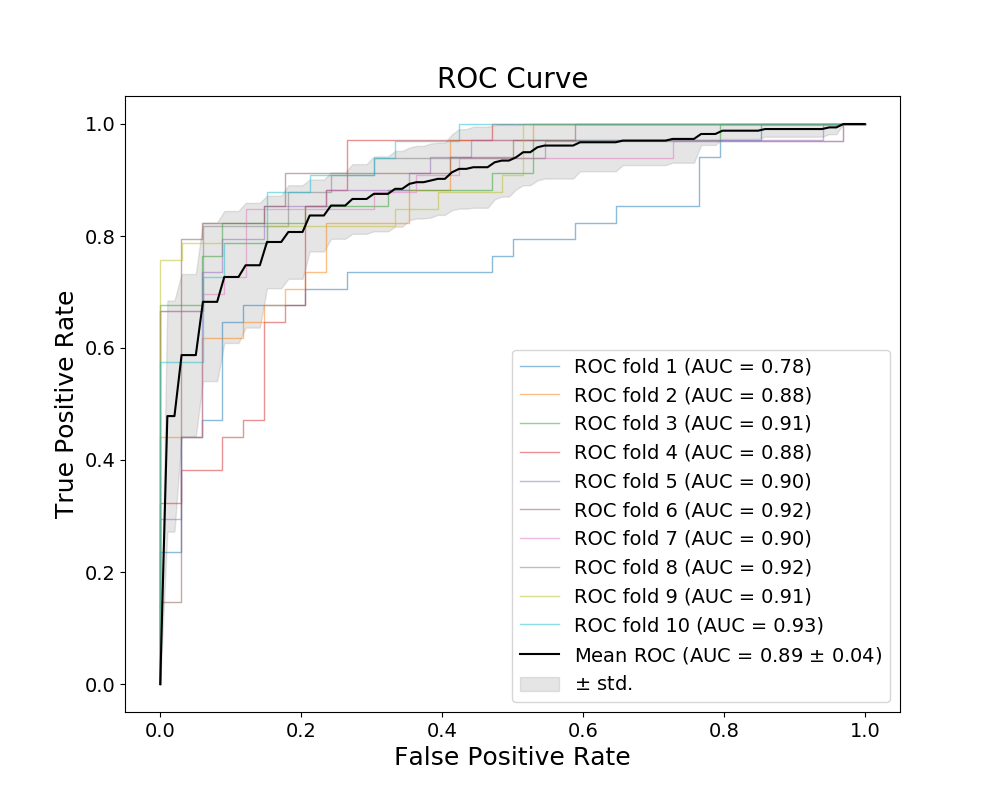 ROC Curve
True Positive Rate
1.0
0.8
0.6
0.4
0.2
0.0
0.0 0.2 0.4 0.6 0.8 1.0
False Positive Rate
ROC fold 1 (AUC = 0.78)
ROC fold 2 (AUC = 0.88)
ROC fold 3 (AUC = 0.91)
ROC fold 4 (AUC = 0.88)
ROC fold 5 (AUC = 0.90)
ROC fold 6 (AUC = 0.92)
ROC fold 7 (AUC = 0.90)
ROC fold 8 (AUC = 0.92)
ROC fold 9 (AUC = 0.91)
ROC fold 10 (AUC = 0.93)
Mean ROC (AUC = 0.89 ± 0.04)
± std.